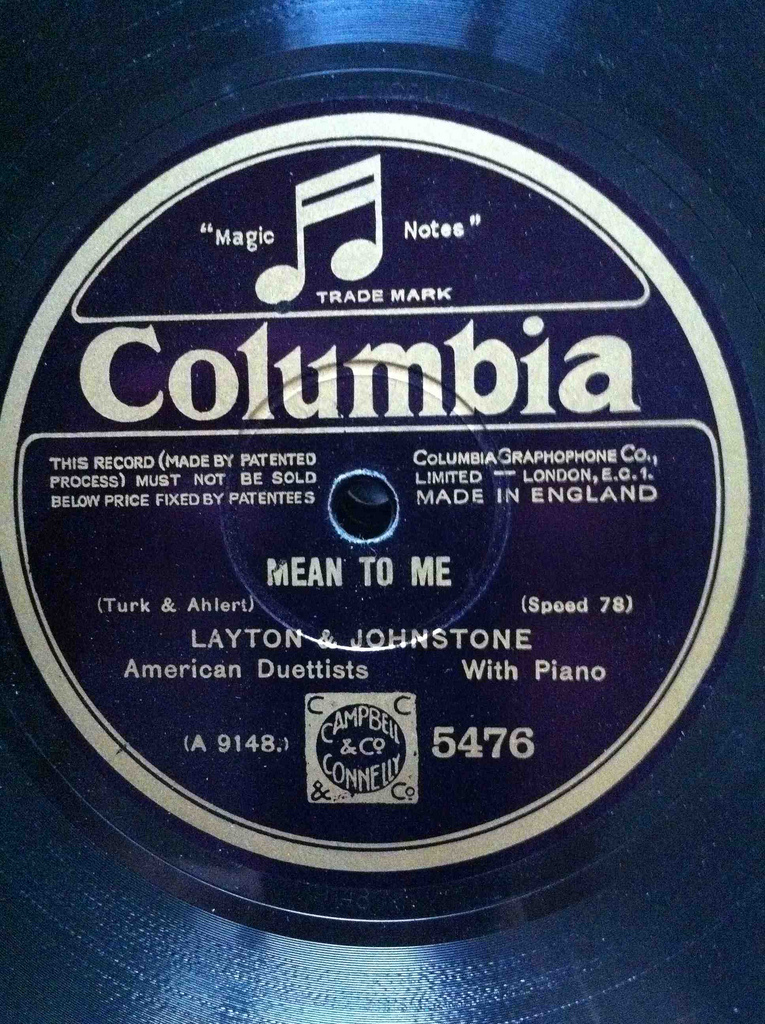 "Magic Notes"
TRADE MARK
Columbia
THIS RECORD (MADE BY PATENTED
PROCESS) MUST NOT BE SOLD
BELOW PRICE FIXED BY PATENTEES
COLUMBIA GRAPHOPHONE CO.,
LIMITED — LONDON, E.C.1.
MADE IN ENGLAND
MEAN TO ME
(Turk & Ahlert) (Speed 78)
LAYTON & JOHNSTONE
American Duettists With Piano
(A 9148.)
C C
CAMPBELL
& Co
CONNELLY
& Co
5476